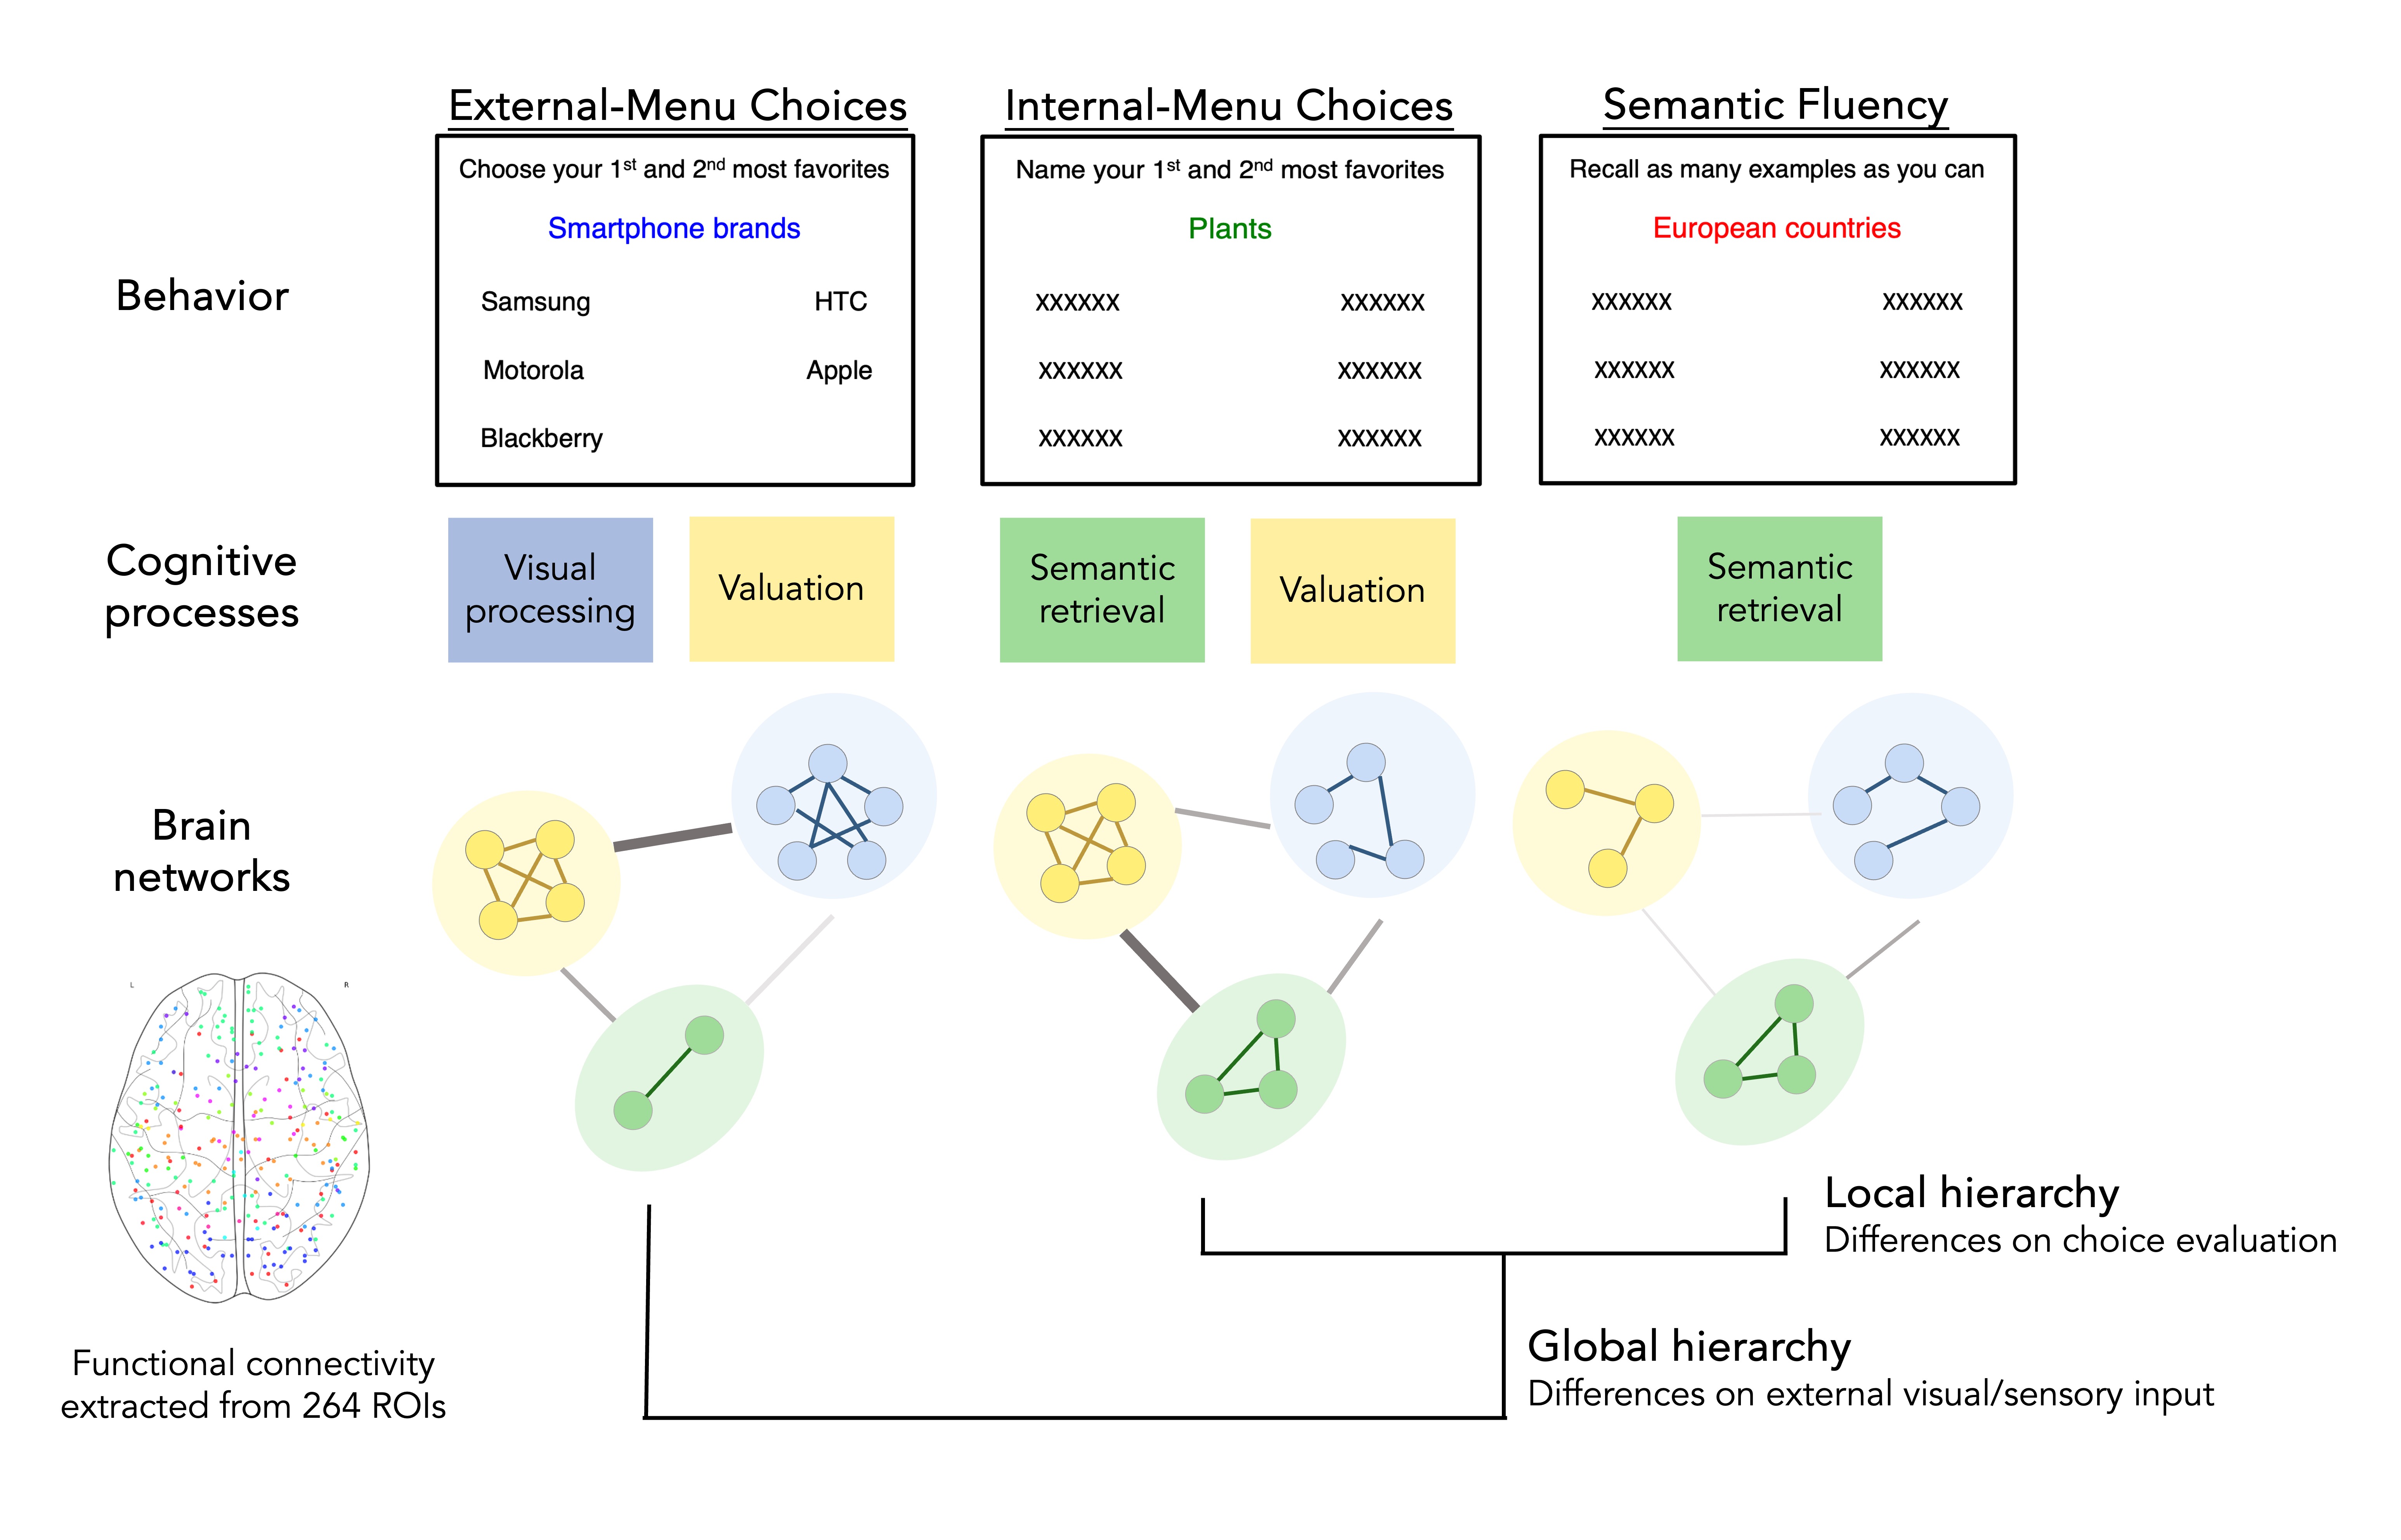 External-Menu Choices
Internal-Menu Choices
Semantic Fluency
Behavior
Choose your 1st and 2nd most favorites
Smartphone brands
Samsung HTC
Motorola Apple
Blackberry
Name your 1st and 2nd most favorites
Plants
xxxxxx xxxxxx
xxxxxx xxxxxx
xxxxxx xxxxxx
Recall as many examples as you can
European countries
xxxxxx xxxxxx
xxxxxx xxxxxx
xxxxxx xxxxxx
Cognitive
processes
Visual
processing
Valuation
Semantic
retrieval
Valuation
Semantic
retrieval
Brain
networks
L R
Functional connectivity
extracted from 264 ROIs
Local hierarchy
Differences on choice evaluation
Global hierarchy
Differences on external visual/sensory input